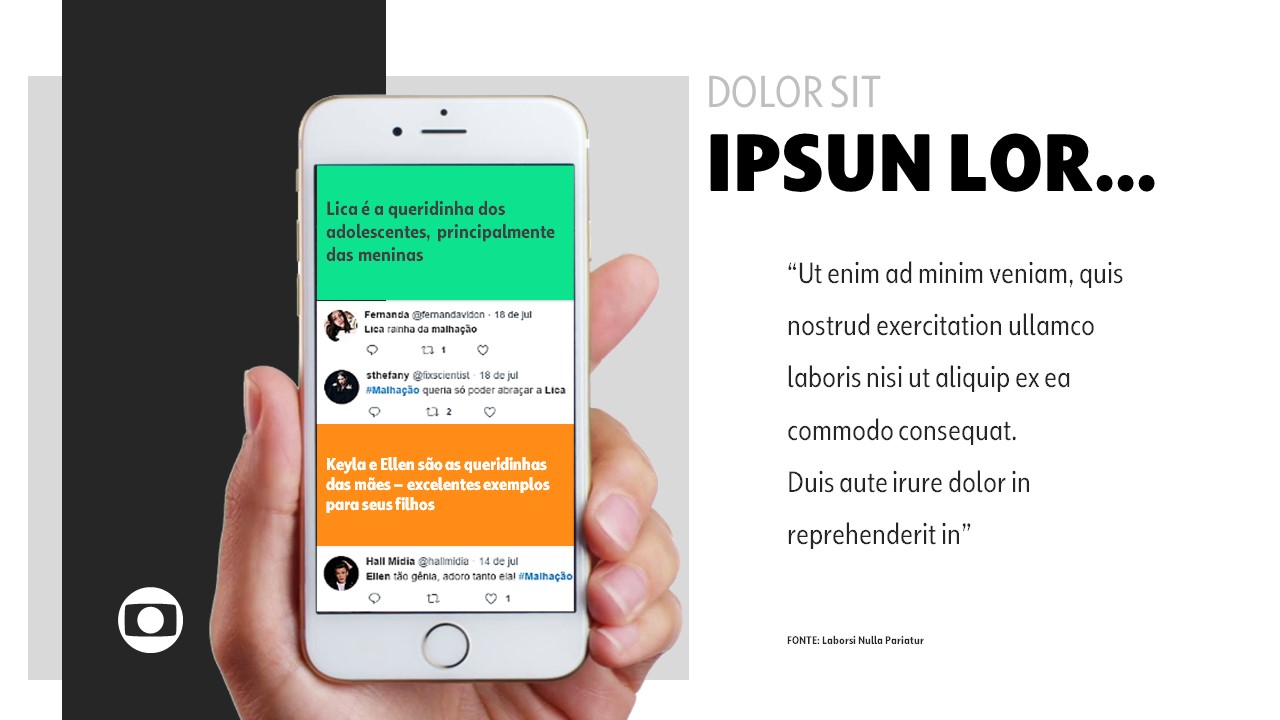 DOLOR SIT
IPSUN LOR...
Lica é a queridinha dos
adolescentes, principalmente
das meninas
Fernanda @fernandavidon · 18 de jul
Lica rainha da malhação
1
sthefany @fixscientist · 18 de jul
#Malhação queria só poder abraçar a Lica
2
Keyla e Ellen são as queridinhas
das mães – excelentes exemplos
para seus filhos
Hall Mídia @hallmidia · 14 de jul
Ellen tão gênia, adoro tanto ela! #Malhação
1
“Ut enim ad minim veniam, quis
nostrud exercitation ullamco
laboris nisi ut aliquip ex ea
commodo consequat.
Duis aute irure dolor in
reprehenderit in”
FONTE: Laborsi Nulla Pariatur